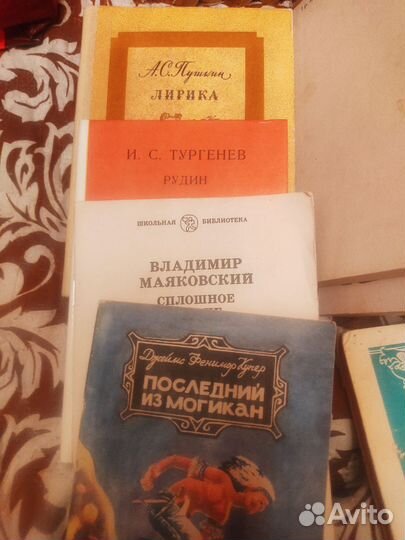 А.С.Пушкин
ЛИРИКА
И. С. ТУРГЕНЕВ
РУДИН
ШКОЛЬНАЯ БИБЛИОТЕКА
ВЛАДИМИР
МАЯКОВСКИЙ
СПЛОШНОЕ
Джеймс Фенимор Купер
ПОСЛЕДНИЙ
ИЗ МОГИКАН
Avito